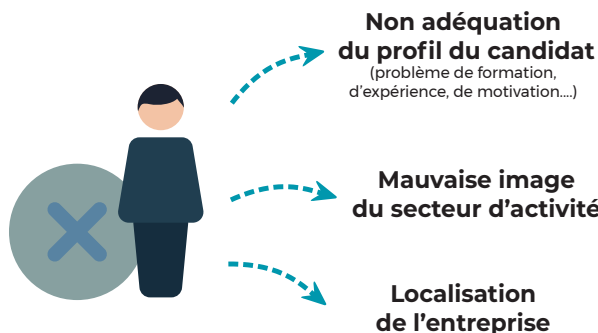 Non adéquation
du profil du candidat
(problème de formation,
d'expérience, de motivation....)
Mauvaise image
du secteur d'activité
Localisation
de l'entreprise